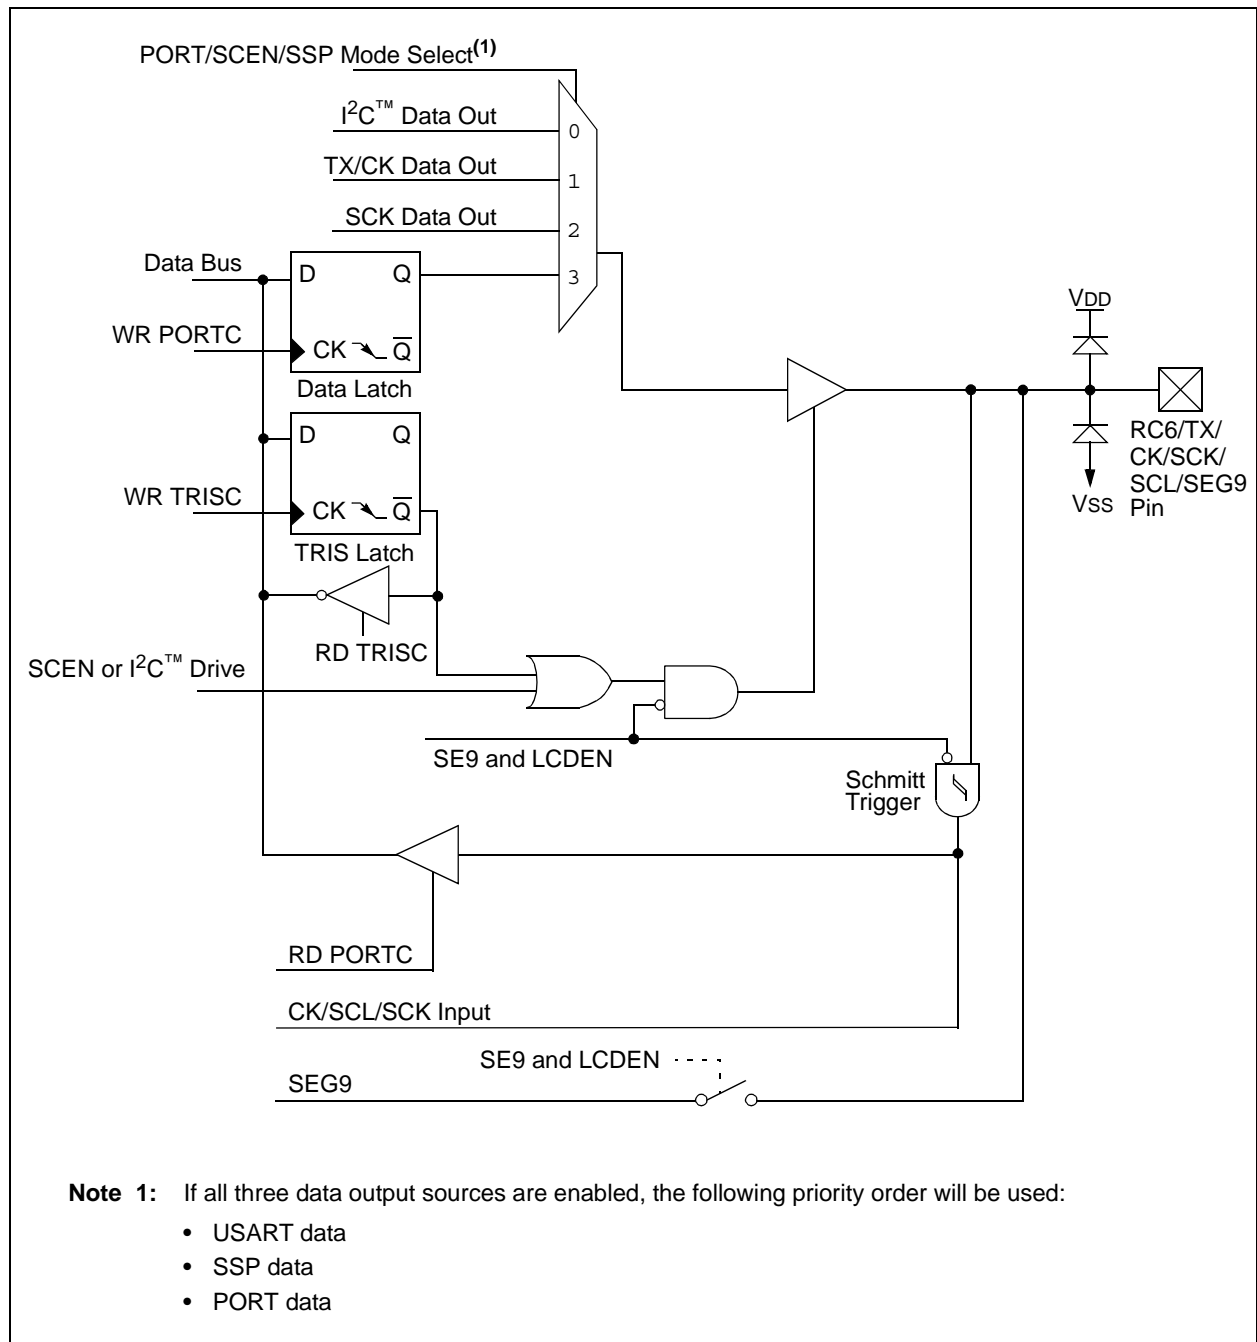 PORT/SCEN/SSP Mode Select(1)
I2C™ Data Out
0
TX/CK Data Out
1
SCK Data Out
2
Data Bus
D Q
3
VDD
WR PORTC
CK Q
Data Latch
D Q
RC6/TX/
CK/SCK/
SCL/SEG9
Pin
WR TRISC
CK Q
VSS
TRIS Latch
RD TRISC
SCEN or I2C™ Drive
SE9 and LCDEN
Schmitt
Trigger
RD PORTC
CK/SCL/SCK Input
SE9 and LCDEN
SEG9
Note 1: If all three data output sources are enabled, the following priority order will be used:
• USART data
• SSP data
• PORT data